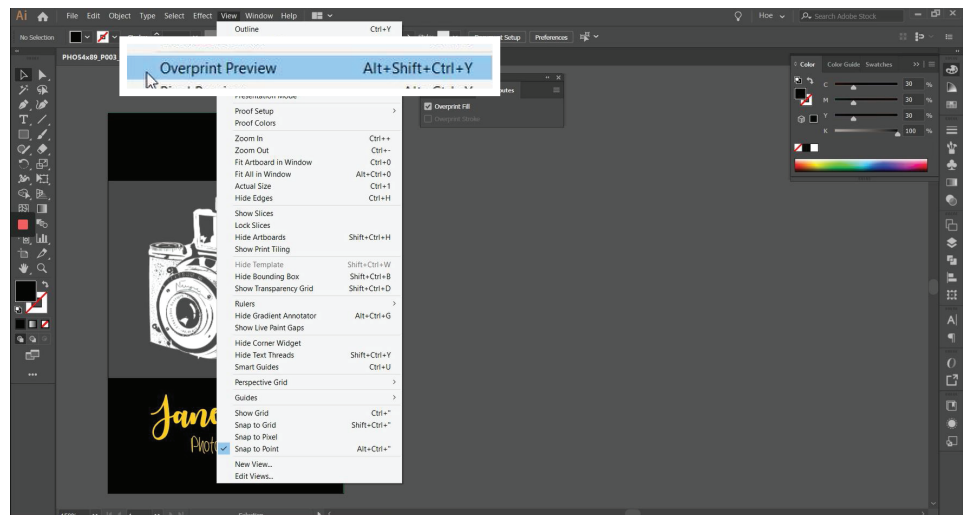 Ai File Edit Object Type Select Effect View Window Help Hoe Search Adobe Stock
No Selection Setup Preferences
PHO54x89_P003_
Outline Ctrl+Y
Overprint Preview Alt+Shift+Ctrl+Y
Presentation Mode
Proof Setup
Proof Colors
Zoom In Ctrl++
Zoom Out Ctrl+-
Fit Artboard in Window Ctrl+0
Fit All in Window Alt+Ctrl+0
Actual Size Ctrl+1
Hide Edges Ctrl+H
Show Slices
Lock Slices
Hide Artboards Shift+Ctrl+H
Show Print Tiling
Hide Template Shift+Ctrl+W
Hide Bounding Box Shift+Ctrl+B
Show Transparency Grid Shift+Ctrl+D
Rulers
Hide Gradient Annotator Alt+Ctrl+G
Show Live Paint Gaps
Hide Corner Widget
Hide Text Threads Shift+Ctrl+Y
Smart Guides Ctrl+U
Perspective Grid
Guides
Show Grid Ctrl+"
Snap to Grid Shift+Ctrl+"
Snap to Pixel
Snap to Point Alt+Ctrl+"
New View...
Edit Views...
Overprint Fill
Overprint Stroke
Color Color Guide Swatches
C 30 %
M 30 %
Y 30 %
K 100 %
Jane
Photo